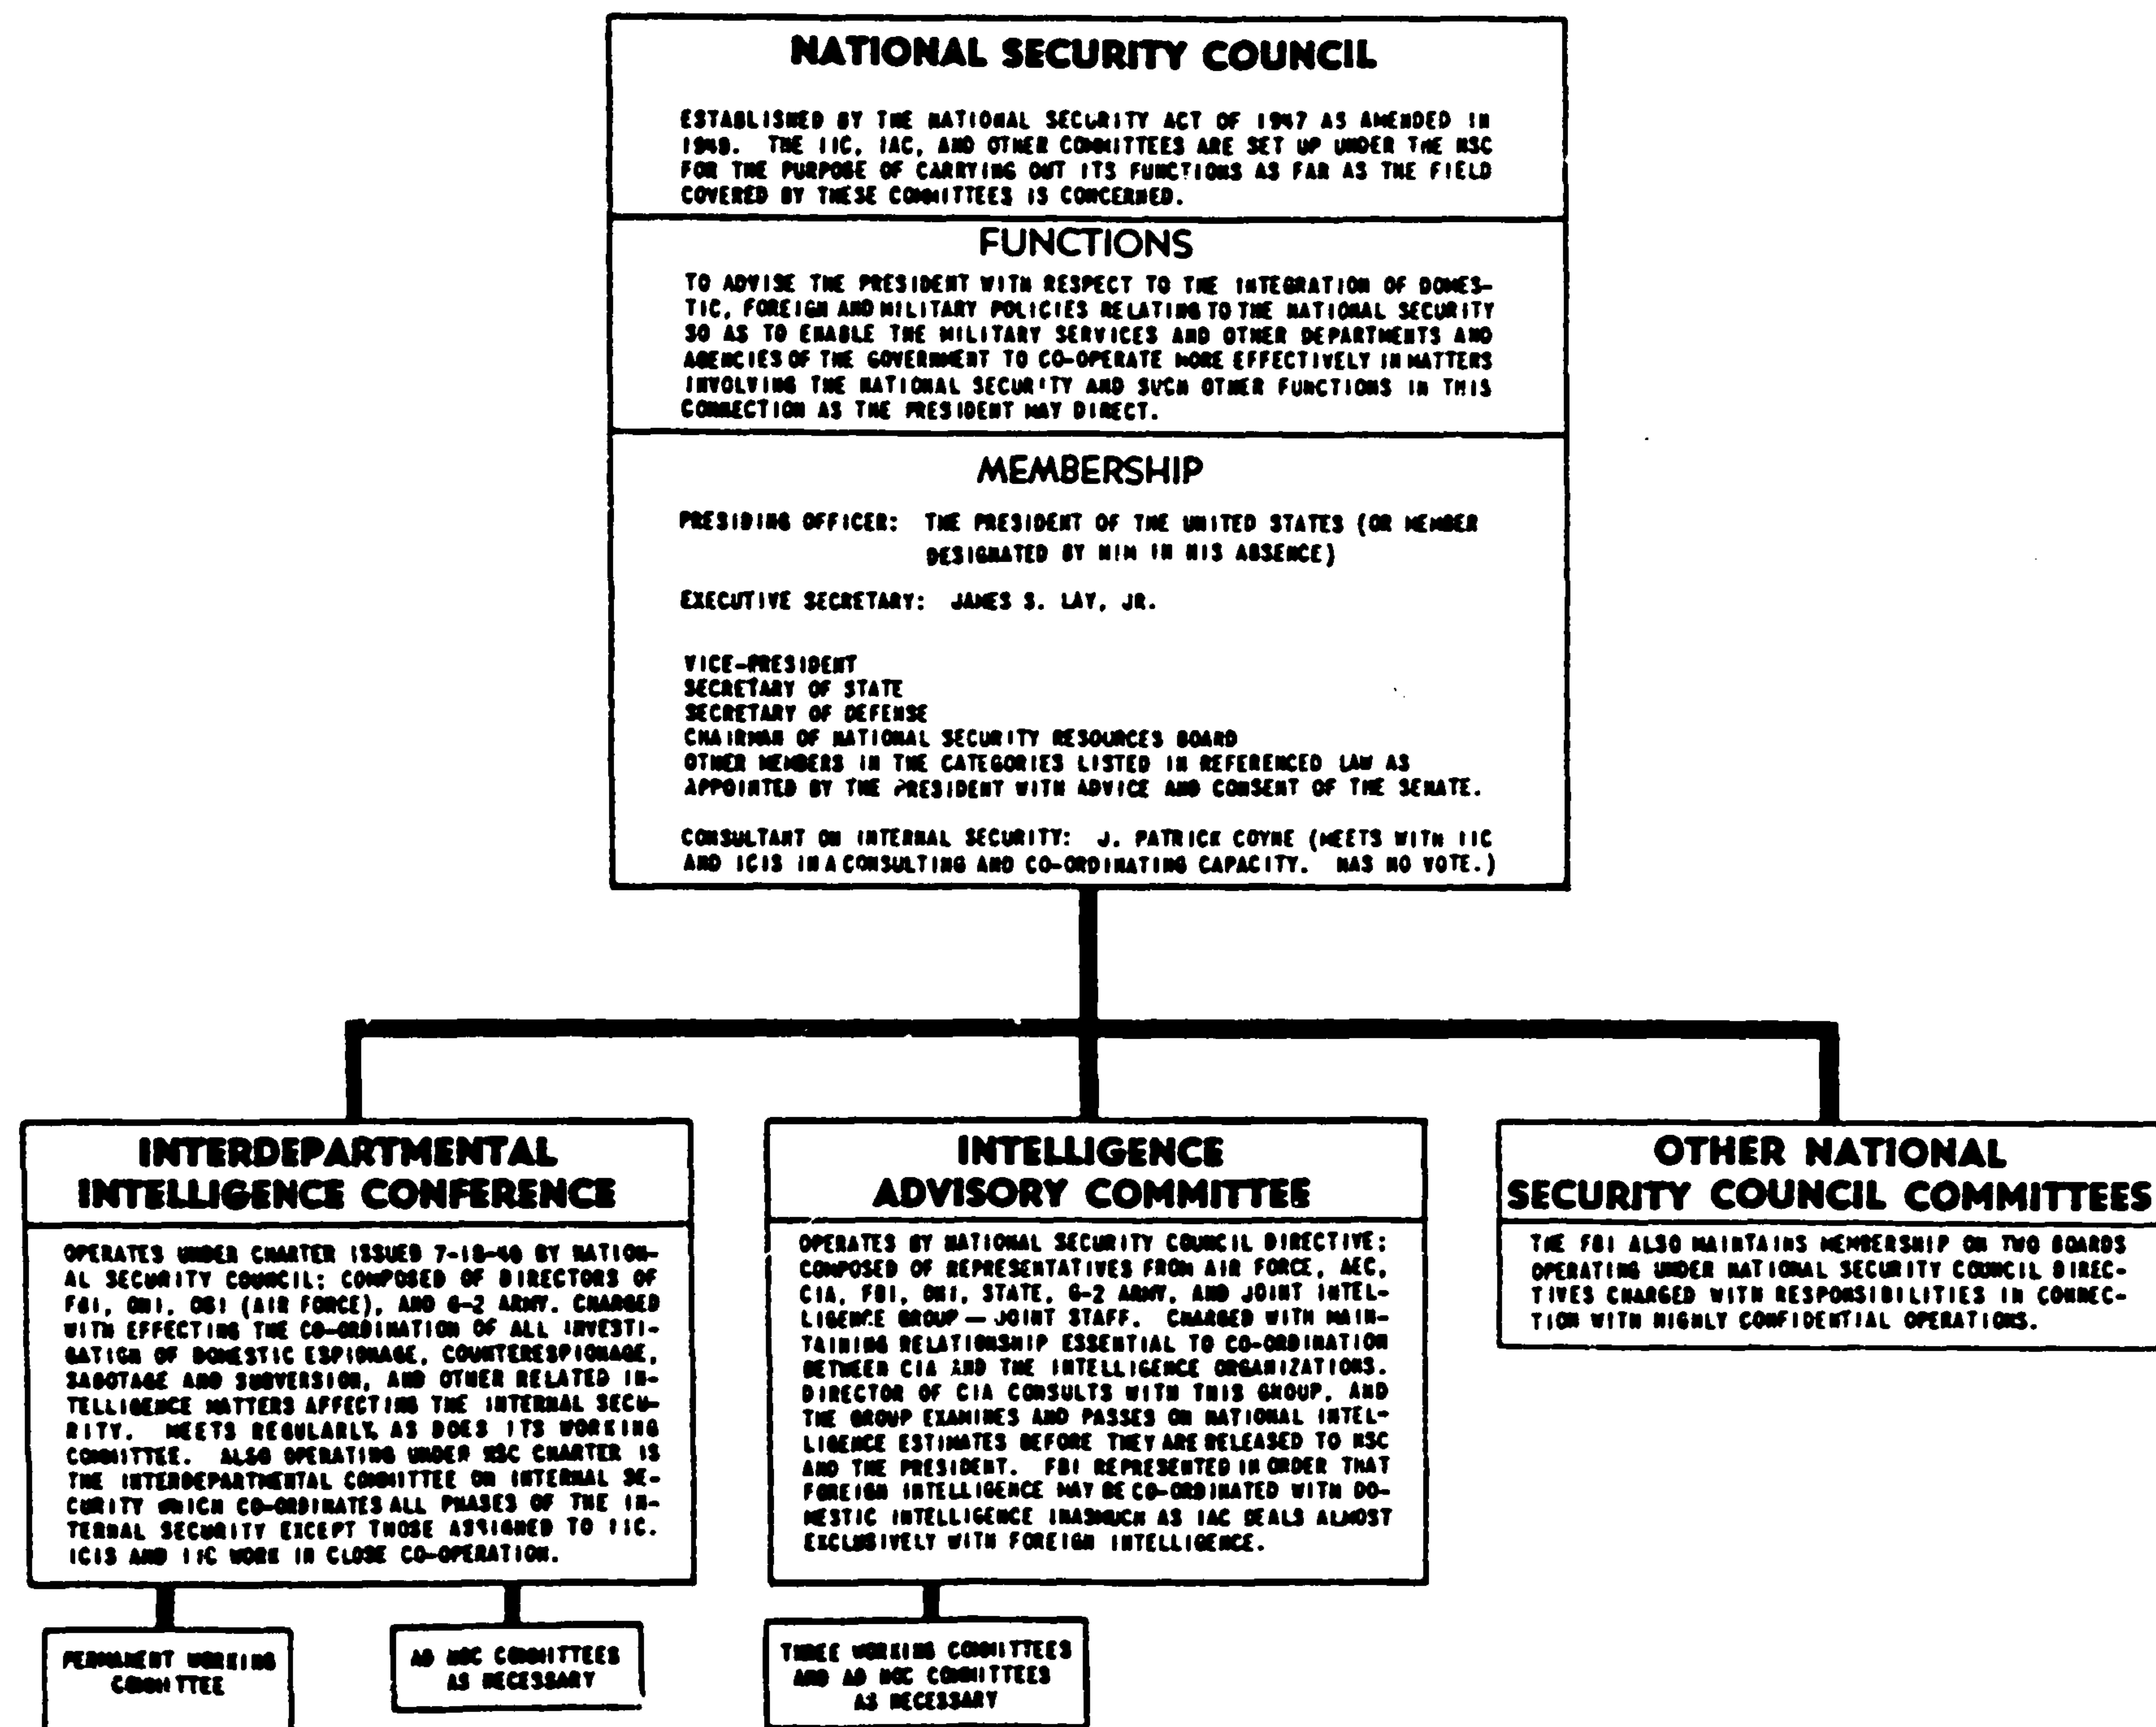 NATIONAL SECURITY COUNCIL
ESTABLISHED BY THE NATIONAL SECURITY ACT OF 1947 AS AMENDED IN
1949. THE IIC, IAC, AND OTHER COMMITTEES ARE SET UP UNDER THE NSC
FOR THE PURPOSE OF CARRYING OUT ITS FUNCTIONS AS FAR AS THE FIELD
COVERED BY THESE COMMITTEES IS CONCERNED.
FUNCTIONS
TO ADVISE THE PRESIDENT WITH RESPECT TO THE INTEGRATION OF DOMES-
TIC, FOREIGN AND MILITARY POLICIES RELATING TO THE NATIONAL SECURITY
SO AS TO ENABLE THE MILITARY SERVICES AND OTHER DEPARTMENTS AND
AGENCIES OF THE GOVERNMENT TO CO-OPERATE MORE EFFECTIVELY IN MATTERS
INVOLVING THE NATIONAL SECURITY AND SUCH OTHER FUNCTIONS IN THIS
CONNECTION AS THE PRESIDENT MAY DIRECT.
MEMBERSHIP
PRESIDING OFFICER: THE PRESIDENT OF THE UNITED STATES (OR MEMBER
DESIGNATED BY HIM IN HIS ABSENCE)
EXECUTIVE SECRETARY: JAMES S. LAY, JR.
VICE-PRESIDENT
SECRETARY OF STATE
SECRETARY OF DEFENSE
CHAIRMAN OF NATIONAL SECURITY RESOURCES BOARD
OTHER MEMBERS IN THE CATEGORIES LISTED IN REFERENCED LAW AS
APPOINTED BY THE PRESIDENT WITH ADVICE AND CONSENT OF THE SENATE.
CONSULTANT ON INTERNAL SECURITY: J. PATRICK COYNE (MEETS WITH IIC
AND ICIS IN A CONSULTING AND CO-ORDINATING CAPACITY. HAS NO VOTE.)
INTERDEPARTMENTAL
INTELLIGENCE CONFERENCE
OPERATES UNDER CHARTER ISSUED BY NATION-
AL SECURITY COUNCIL; COMPOSED OF DIRECTORS OF
FBI, ONI, OSI (AIR FORCE), AND G-2 ARMY. CHARGED
WITH EFFECTING THE CO-ORDINATION OF ALL INVESTI-
GATION OF DOMESTIC ESPIONAGE, COUNTERESPIONAGE,
SABOTAGE AND SUBVERSION, AND OTHER RELATED IN-
TELLIGENCE MATTERS AFFECTING THE INTERNAL SECU-
RITY. MEETS REGULARLY, AS DOES ITS WORKING
COMMITTEE. ALSO OPERATING UNDER NSC CHARTER IS
THE INTERDEPARTMENTAL COMMITTEE ON INTERNAL SE-
CURITY WHICH CO-ORDINATES ALL PHASES OF THE IN-
TERNAL SECURITY EXCEPT THOSE ASSIGNED TO IIC.
ICIS AND IIC WORK IN CLOSE CO-OPERATION.
PERMANENT WORKING
COMMITTEE
AD HOC COMMITTEES
AS NECESSARY
INTELLIGENCE
ADVISORY COMMITTEE
OPERATES BY NATIONAL SECURITY COUNCIL DIRECTIVE;
COMPOSED OF REPRESENTATIVES FROM AIR FORCE, AEC,
CIA, FBI, ONI, STATE, G-2 ARMY, AND JOINT INTEL-
LIGENCE GROUP — JOINT STAFF. CHARGED WITH MAIN-
TAINING RELATIONSHIP ESSENTIAL TO CO-ORDINATION
BETWEEN CIA AND THE INTELLIGENCE ORGANIZATIONS.
DIRECTOR OF CIA CONSULTS WITH THIS GROUP, AND
THE GROUP EXAMINES AND PASSES ON NATIONAL INTEL-
LIGENCE ESTIMATES BEFORE THEY ARE RELEASED TO NSC
AND THE PRESIDENT. FBI REPRESENTED IN ORDER THAT
FOREIGN INTELLIGENCE MAY BE CO-ORDINATED WITH DO-
MESTIC INTELLIGENCE INASMUCH AS IAC DEALS ALMOST
EXCLUSIVELY WITH FOREIGN INTELLIGENCE.
THREE WORKING COMMITTEES
AND AD HOC COMMITTEES
AS NECESSARY
OTHER NATIONAL
SECURITY COUNCIL COMMITTEES
THE FBI ALSO MAINTAINS MEMBERSHIP ON TWO BOARDS
OPERATING UNDER NATIONAL SECURITY COUNCIL DIREC-
TIVES CHARGED WITH RESPONSIBILITIES IN CONNEC-
TION WITH HIGHLY CONFIDENTIAL OPERATIONS.